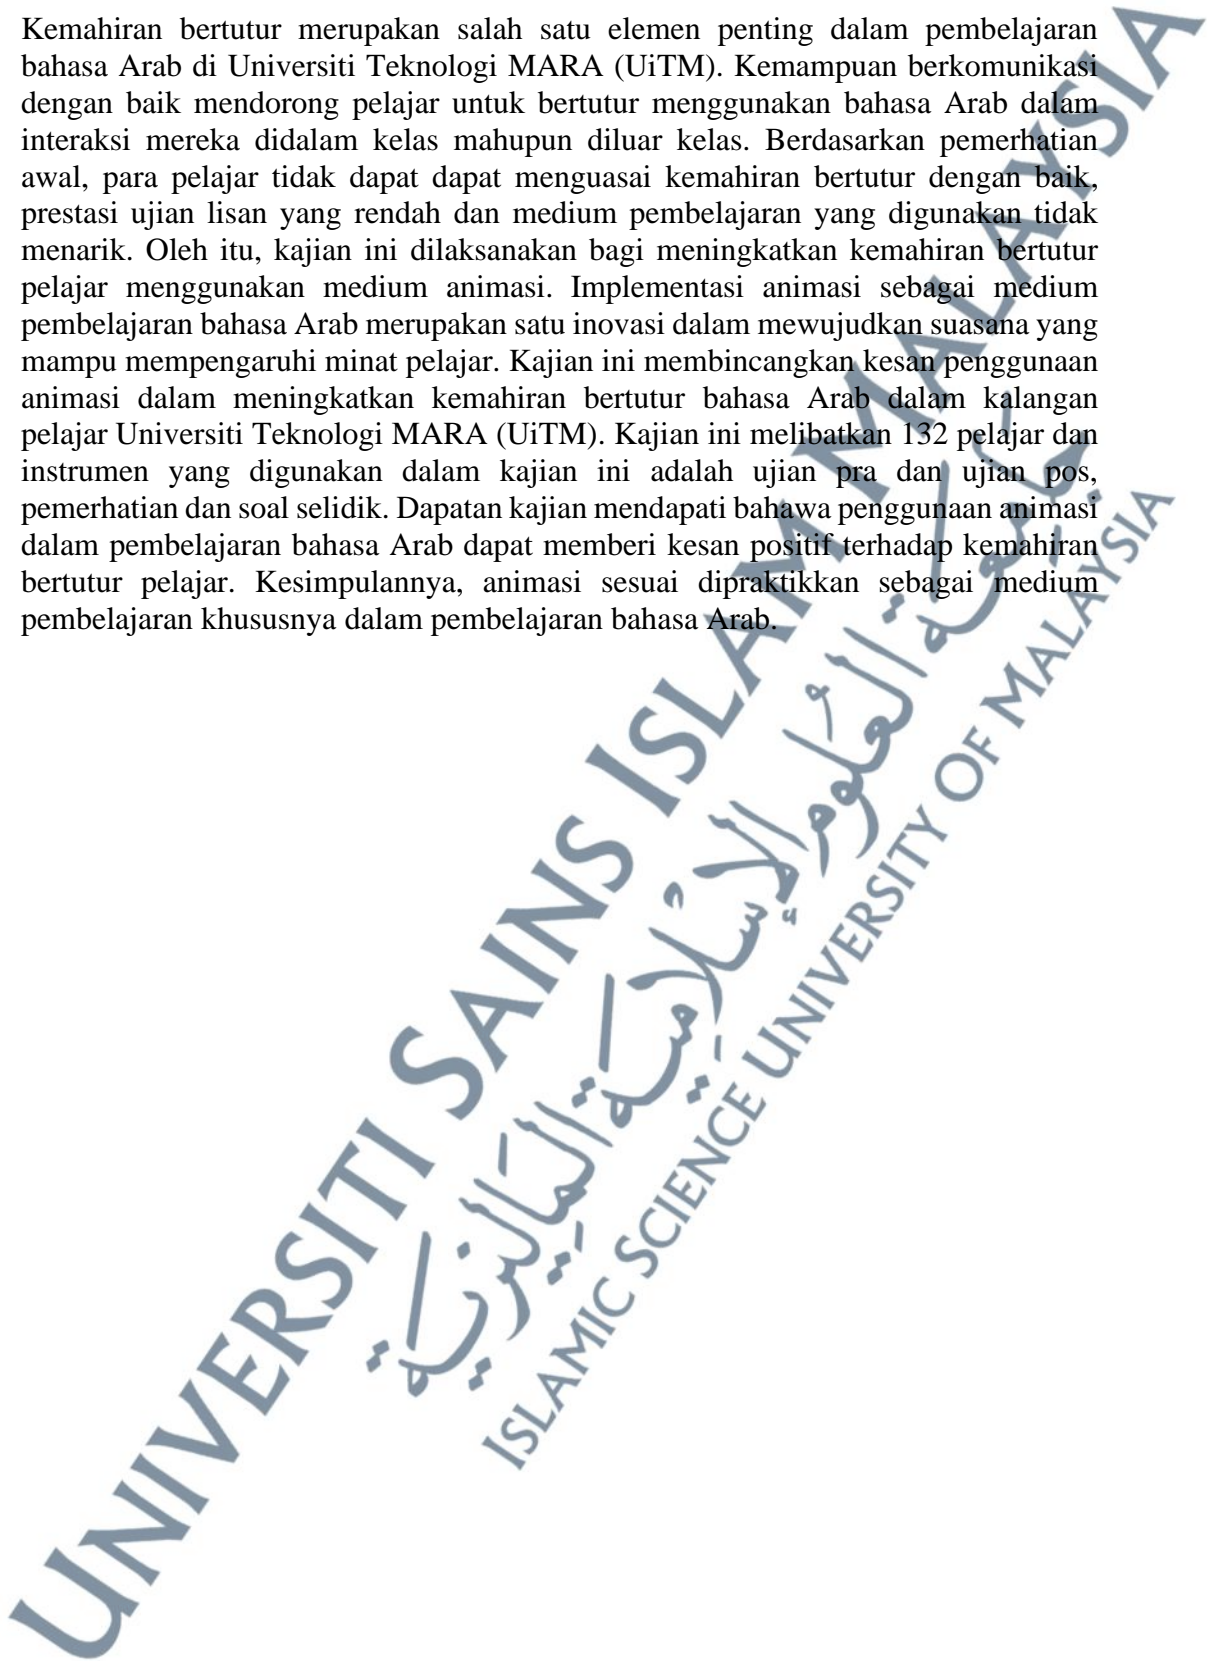 Kemahiran bertutur merupakan salah satu elemen penting dalam pembelajaran
bahasa Arab di Universiti Teknologi MARA (UiTM). Kemampuan berkomunikasi
dengan baik mendorong pelajar untuk bertutur menggunakan bahasa Arab dalam
interaksi mereka didalam kelas mahupun diluar kelas. Berdasarkan pemerhatian
awal, para pelajar tidak dapat dapat menguasai kemahiran bertutur dengan baik,
prestasi ujian lisan yang rendah dan medium pembelajaran yang digunakan tidak
menarik. Oleh itu, kajian ini dilaksanakan bagi meningkatkan kemahiran bertutur
pelajar menggunakan medium animasi. Implementasi animasi sebagai medium
pembelajaran bahasa Arab merupakan satu inovasi dalam mewujudkan suasana yang
mampu mempengaruhi minat pelajar. Kajian ini membincangkan kesan penggunaan
animasi dalam meningkatkan kemahiran bertutur bahasa Arab dalam kalangan
pelajar Universiti Teknologi MARA (UiTM). Kajian ini melibatkan 132 pelajar dan
instrumen yang digunakan dalam kajian ini adalah ujian pra dan ujian pos,
pemerhatian dan soal selidik. Dapatan kajian mendapati bahawa penggunaan animasi
dalam pembelajaran bahasa Arab dapat memberi kesan positif terhadap kemahiran
bertutur pelajar. Kesimpulannya, animasi sesuai dipraktikkan sebagai medium
pembelajaran khususnya dalam pembelajaran bahasa Arab.
UNIVERSITI SAINS ISLAM MALAYSIA
جامعة العلوم الإسلامية الماليزية
ISLAMIC SCIENCE UNIVERSITY OF MALAYSIA